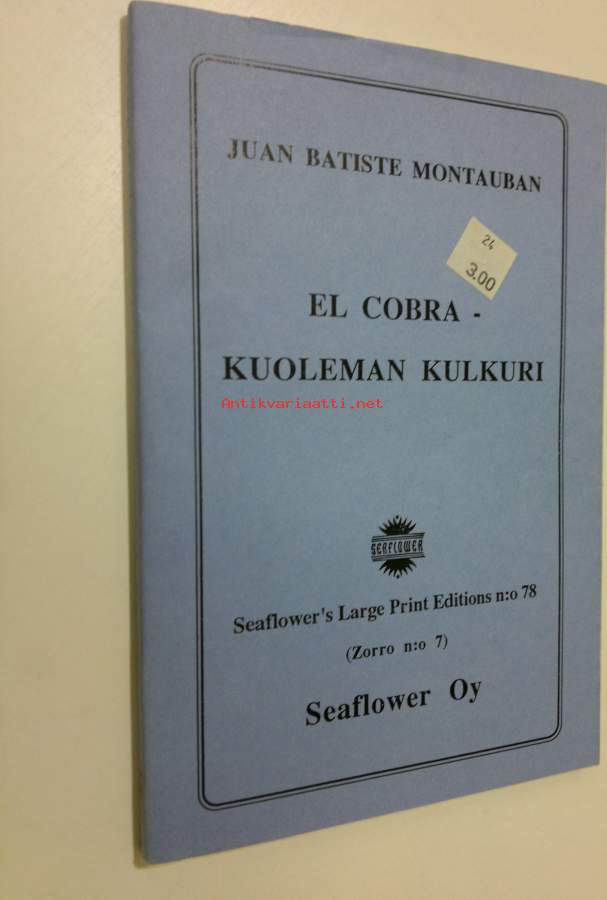 JUAN BATISTE MONTAUBAN
24
3.00
EL COBRA -
KUOLEMAN KULKURI
Antikvariaatti.net
SEAFLOWER
Seaflower's Large Print Editions n:o 78
(Zorro n:o 7)
Seaflower Oy